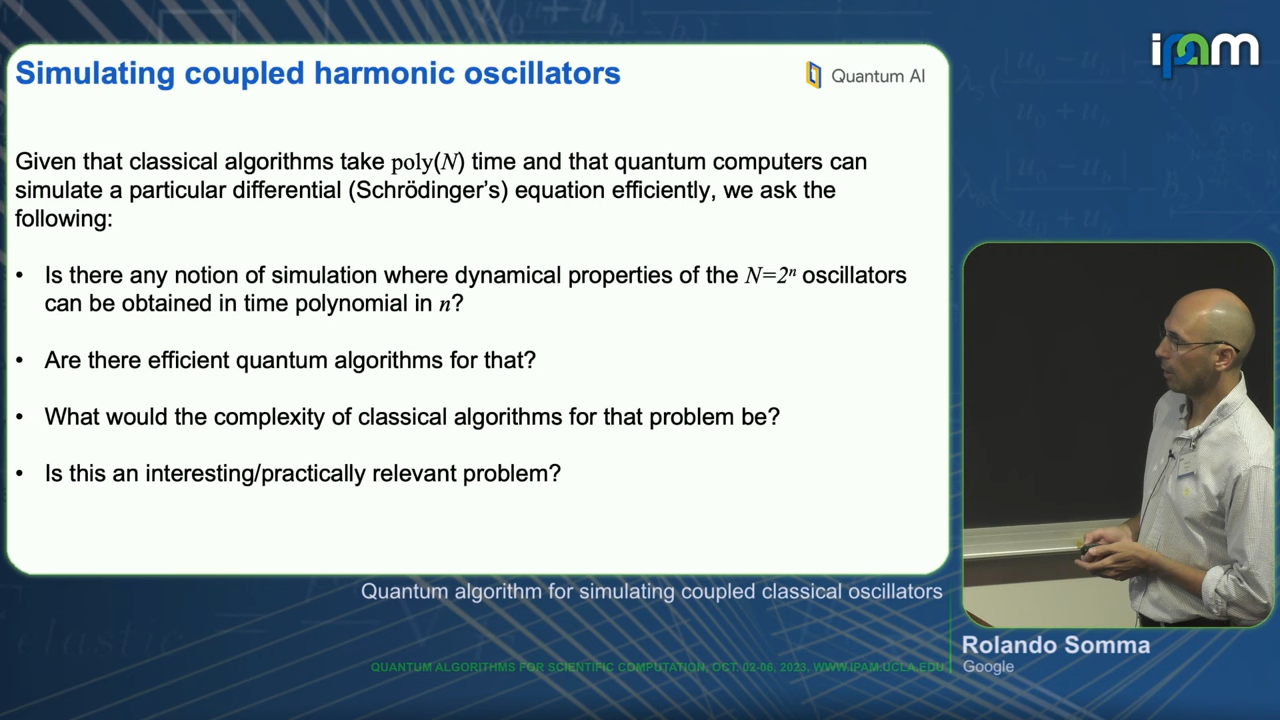 Simulating coupled harmonic oscillators
Quantum AI
ipam
Given that classical algorithms take poly(N) time and that quantum computers can
simulate a particular differential (Schrödinger's) equation efficiently, we ask the
following:
• Is there any notion of simulation where dynamical properties of the N=2ⁿ oscillators
can be obtained in time polynomial in n?
• Are there efficient quantum algorithms for that?
• What would the complexity of classical algorithms for that problem be?
• Is this an interesting/practically relevant problem?
Quantum algorithm for simulating coupled classical oscillators
Rolando Somma
Google
QUANTUM ALGORITHMS FOR SCIENTIFIC COMPUTATION, OCT. 02-06, 2023, WWW.IPAM.UCLA.EDU
elastic